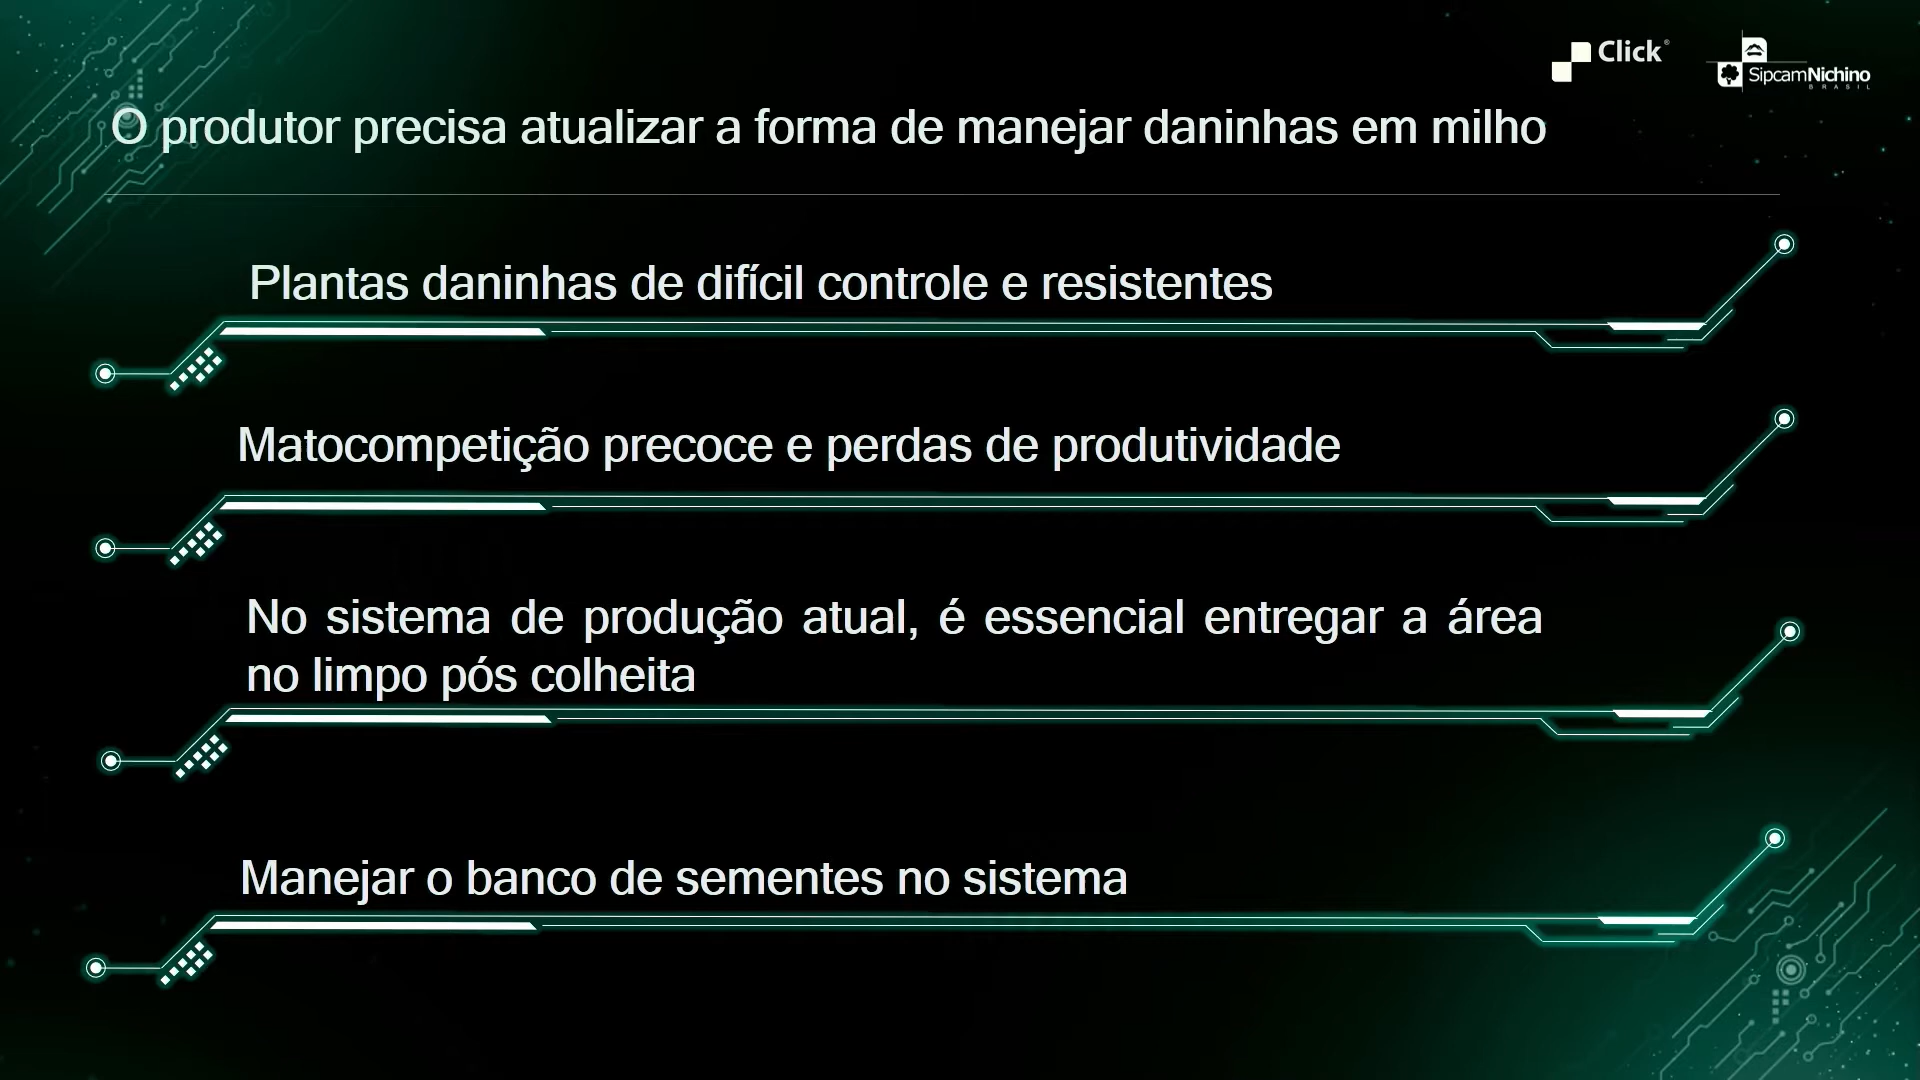 Click®
SipcamNichino
BRASIL
O produtor precisa atualizar a forma de manejar daninhas em milho
Plantas daninhas de difícil controle e resistentes
Matocompetição precoce e perdas de produtividade
No sistema de produção atual, é essencial entregar a área
no limpo pós colheita
Manejar o banco de sementes no sistema